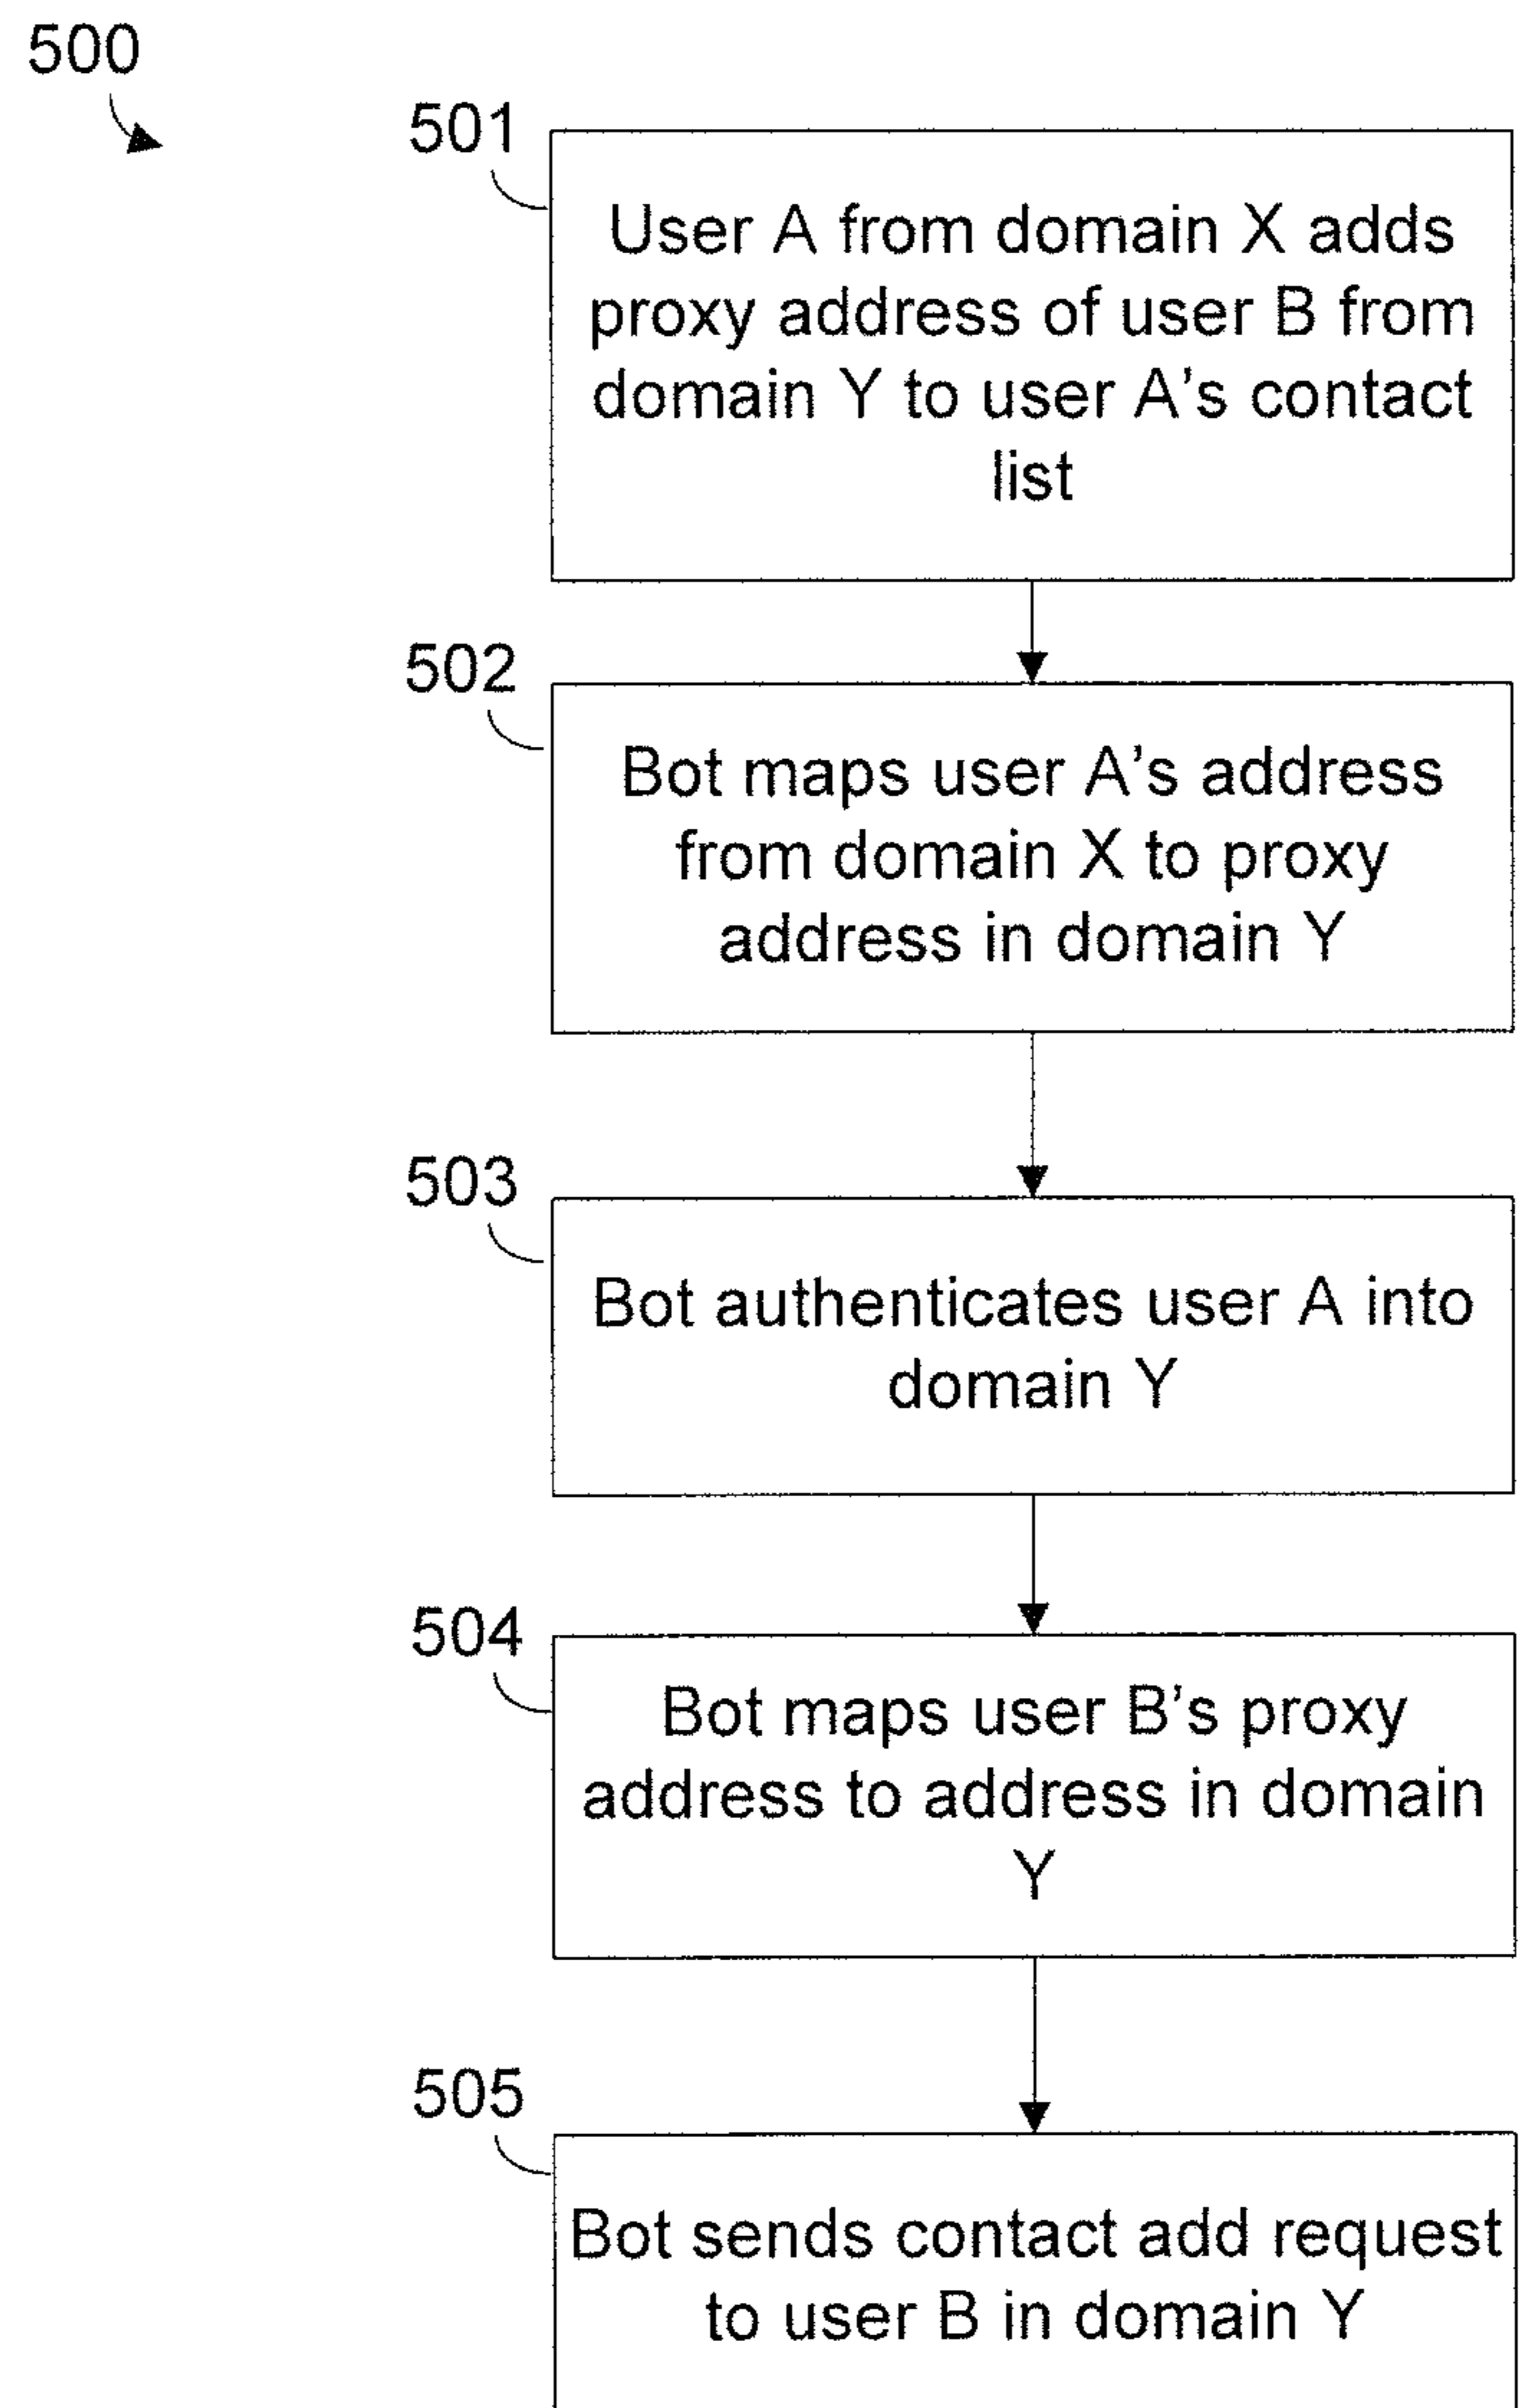 500
501
User A from domain X adds
proxy address of user B from
domain Y to user A's contact
list
502
Bot maps user A's address
from domain X to proxy
address in domain Y
503
Bot authenticates user A into
domain Y
504
Bot maps user B's proxy
address to address in domain
Y
505
Bot sends contact add request
to user B in domain Y